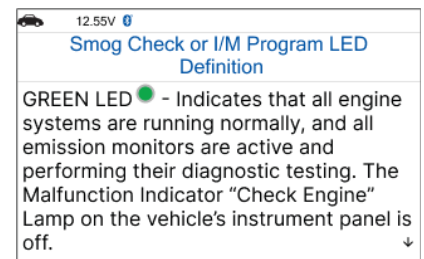 12.55V
Smog Check or I/M Program LED
Definition
GREEN LED - Indicates that all engine
systems are running normally, and all
emission monitors are active and
performing their diagnostic testing. The
Malfunction Indicator “Check Engine”
Lamp on the vehicle’s instrument panel is
off.